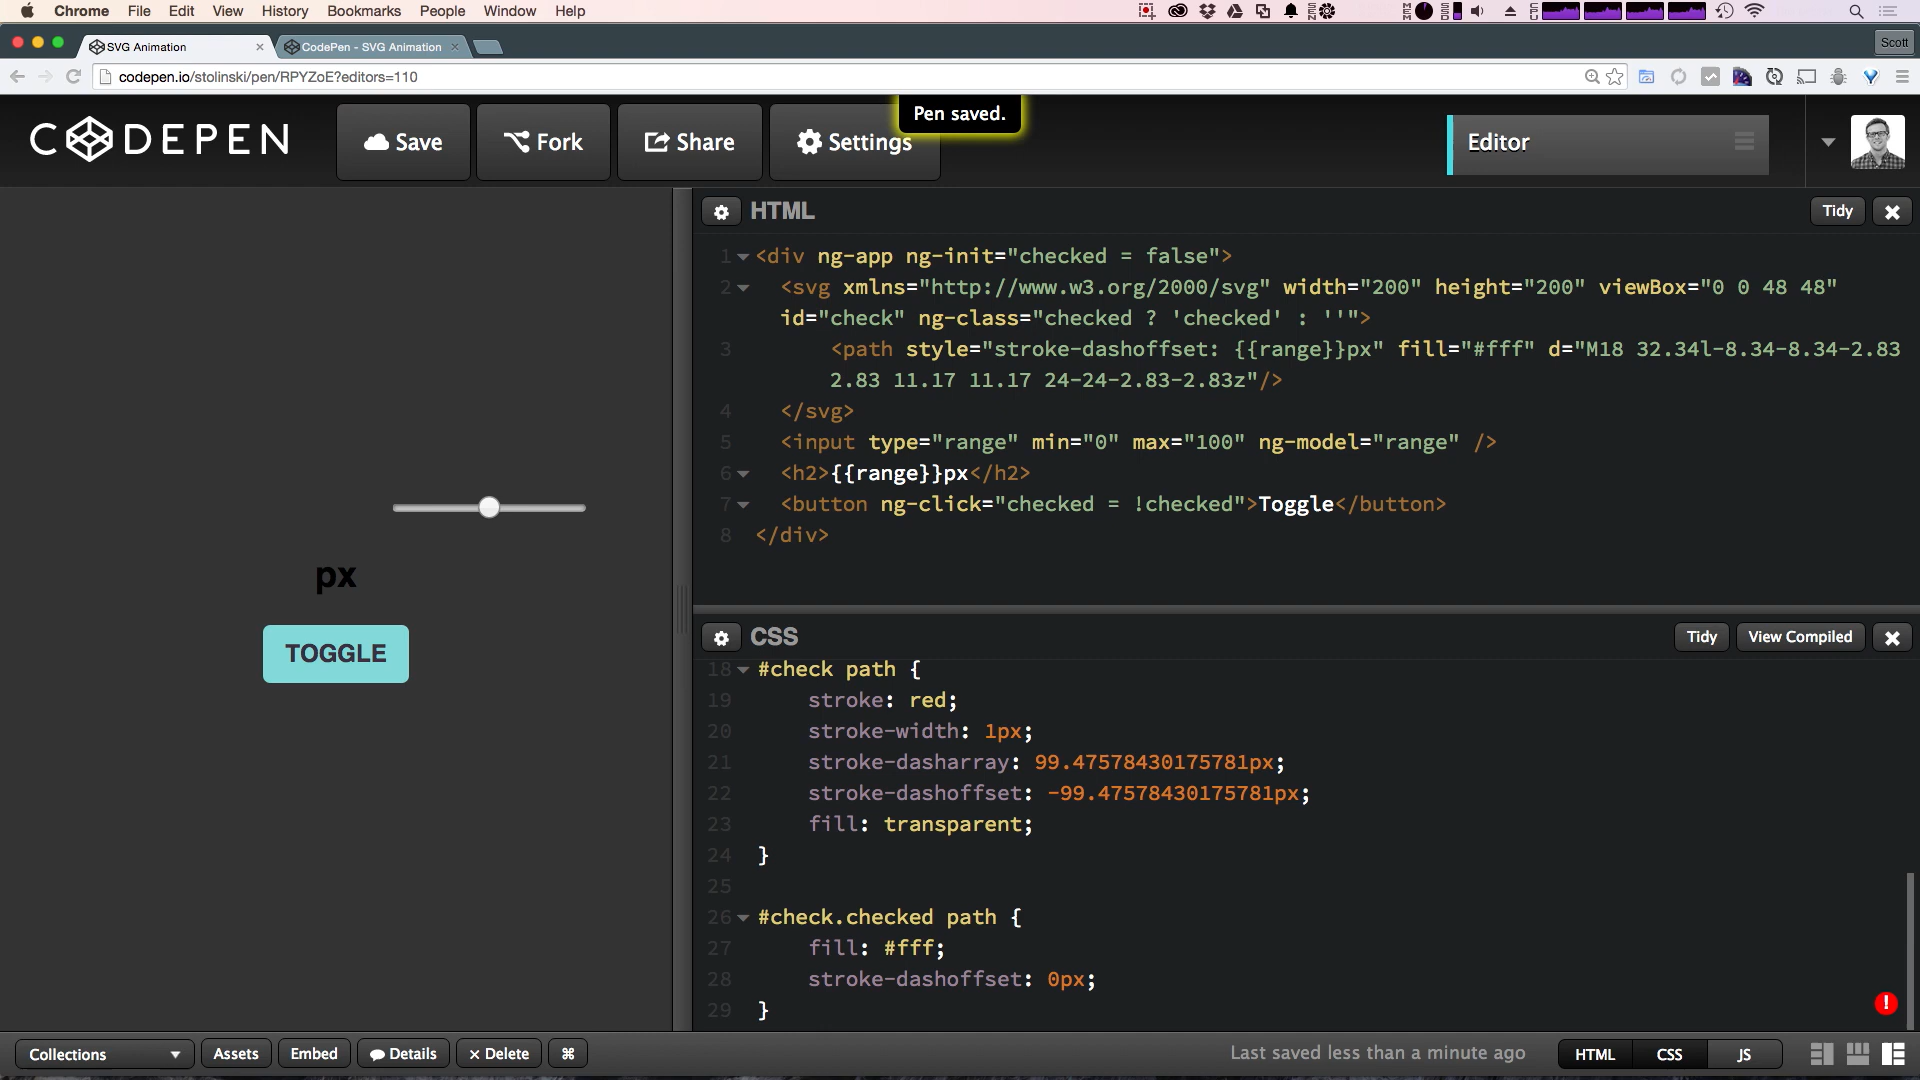 Chrome File Edit View History Bookmarks People Window Help
SVG Animation
CodePen - SVG Animation
Scott
codepen.io/stolinski/pen/RPYZoE?editors=110
CODEPEN
Save
Fork
Share
Settings
Pen saved.
Editor
HTML
Tidy
1 <div ng-app ng-init="checked = false">
2 <svg xmlns="http://www.w3.org/2000/svg" width="200" height="200" viewBox="0 0 48 48"
id="check" ng-class="checked ? 'checked' : ''">
3 <path style="stroke-dashoffset: {{range}}px" fill="#fff" d="M18 32.34l-8.34-8.34-2.83
2.83 11.17 11.17 24-24-2.83-2.83z"/>
4 </svg>
5 <input type="range" min="0" max="100" ng-model="range" />
6 <h2>{{range}}px</h2>
7 <button ng-click="checked = !checked">Toggle</button>
8 </div>
px
TOGGLE
CSS
Tidy
View Compiled
18 #check path {
19 stroke: red;
20 stroke-width: 1px;
21 stroke-dasharray: 99.47578430175781px;
22 stroke-dashoffset: -99.47578430175781px;
23 fill: transparent;
24 }
25
26 #check.checked path {
27 fill: #fff;
28 stroke-dashoffset: 0px;
29 }
Collections
Assets
Embed
Details
× Delete
⌘
Last saved less than a minute ago
HTML
CSS
JS